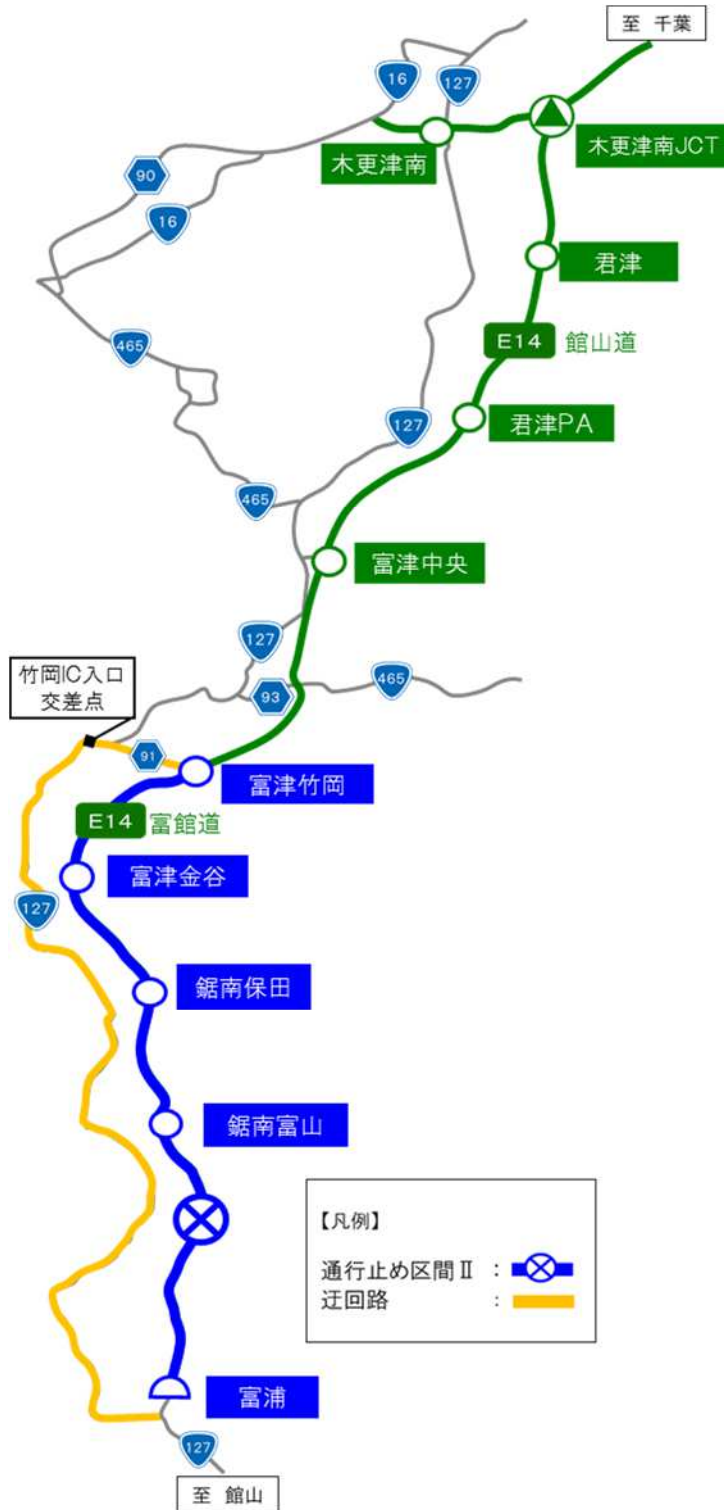 至 千葉
16
127
木更津南
木更津南JCT
90
16
君津
E14 館山道
465
127
君津PA
465
富津中央
127
竹岡IC入口
交差点
93
465
91
富津竹岡
E14 富館道
富津金谷
127
鋸南保田
鋸南富山
【凡例】
通行止め区間Ⅱ :
迂回路 :
富浦
127
至 館山